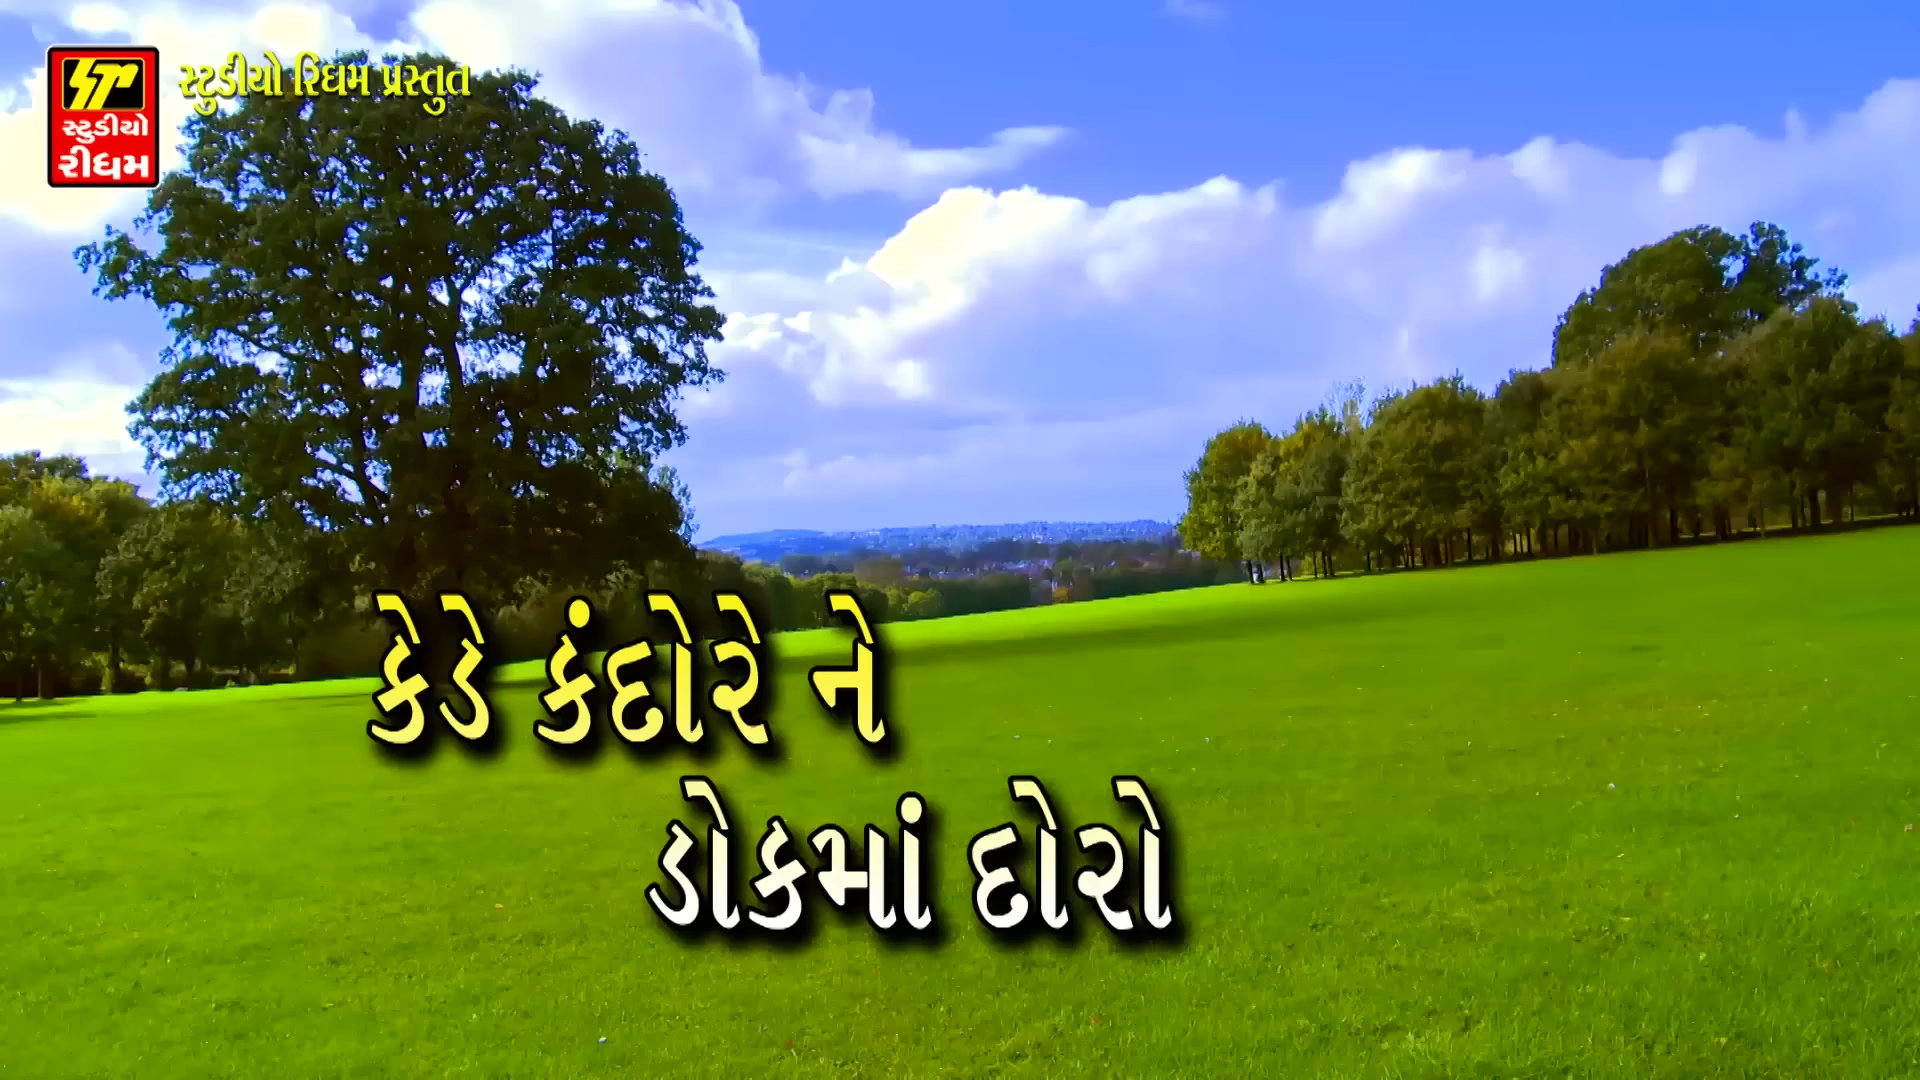 સ્ટુડીયો
રીધમ
સ્ટુડીયો રિધમ પ્રસ્તુત
કેડે કંદોરે ને
ડોકમાં દોરો